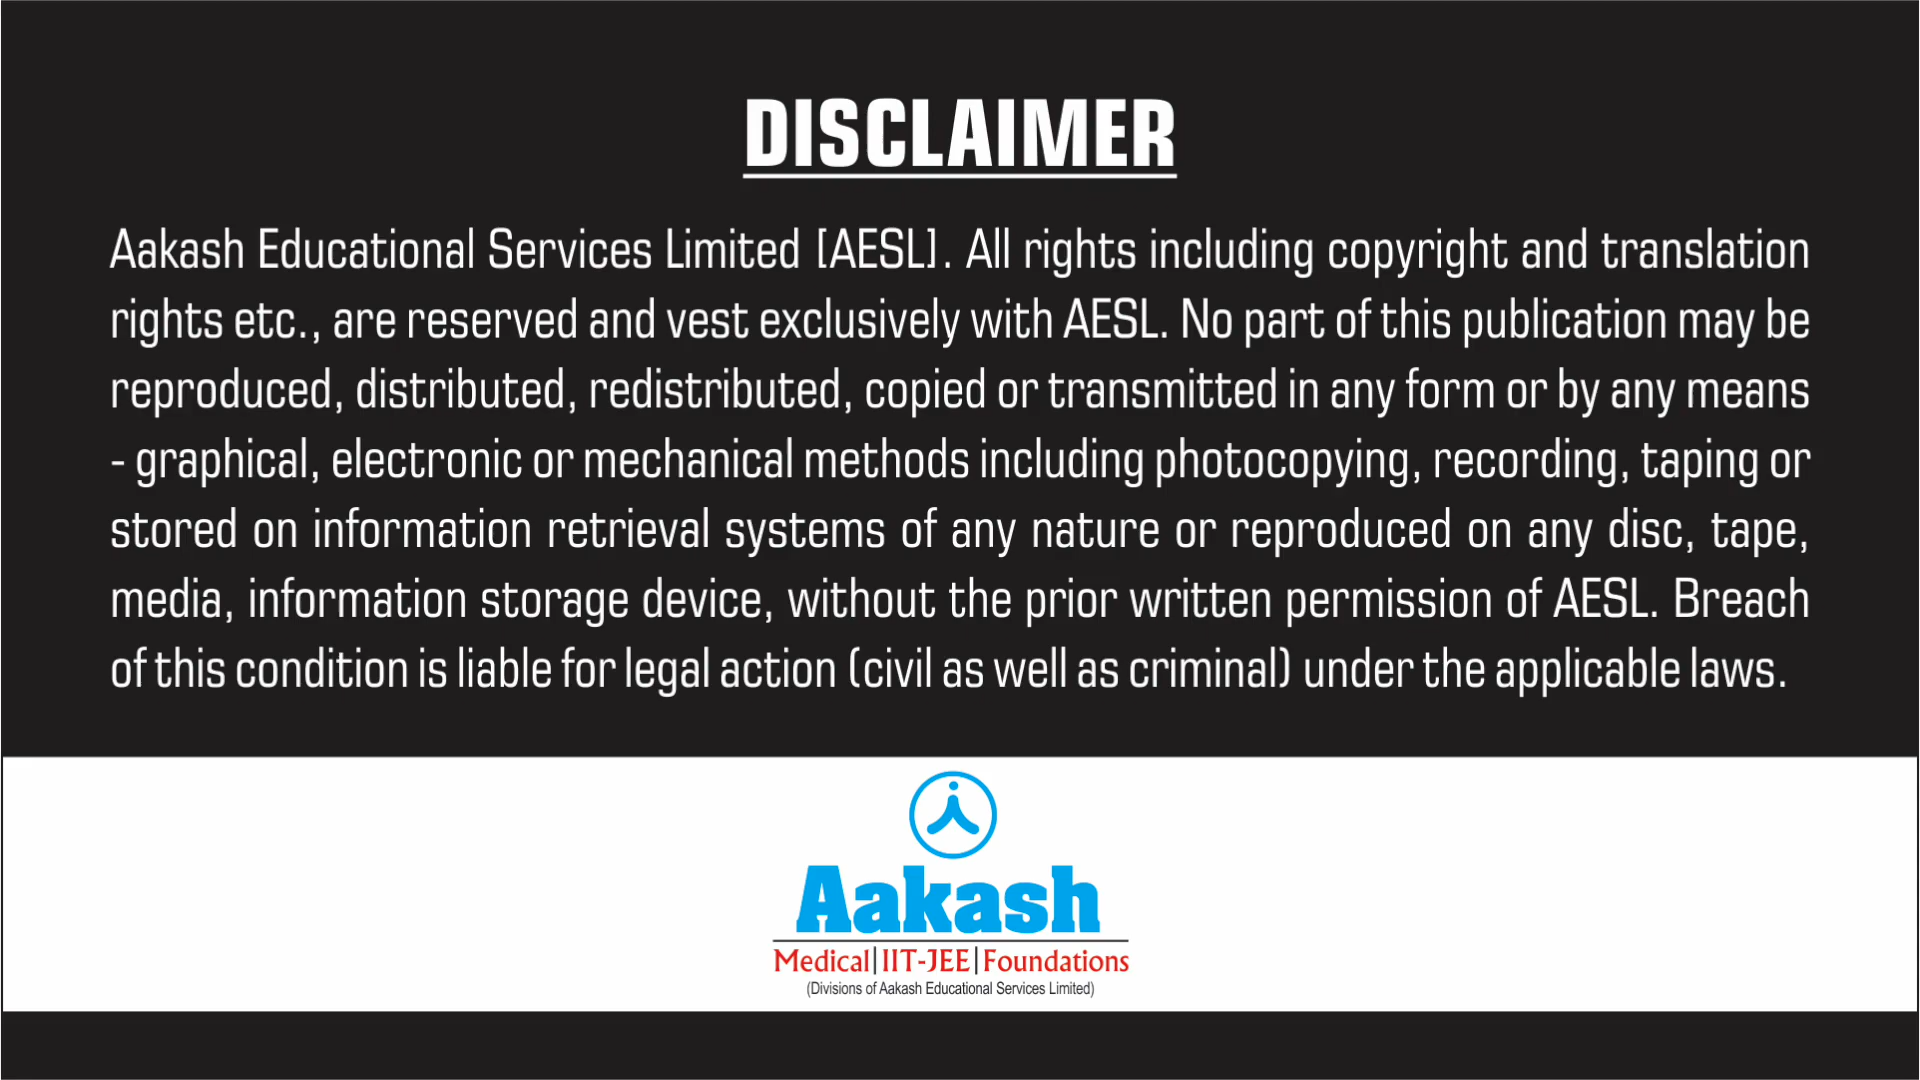 DISCLAIMER
Aakash Educational Services Limited [AESL]. All rights including copyright and translation
rights etc., are reserved and vest exclusively with AESL. No part of this publication may be
reproduced, distributed, redistributed, copied or transmitted in any form or by any means
- graphical, electronic or mechanical methods including photocopying, recording, taping or
stored on information retrieval systems of any nature or reproduced on any disc, tape,
media, information storage device, without the prior written permission of AESL. Breach
of this condition is liable for legal action (civil as well as criminal) under the applicable laws.
Aakash
Medical|IIT-JEE|Foundations
(Divisions of Aakash Educational Services Limited)